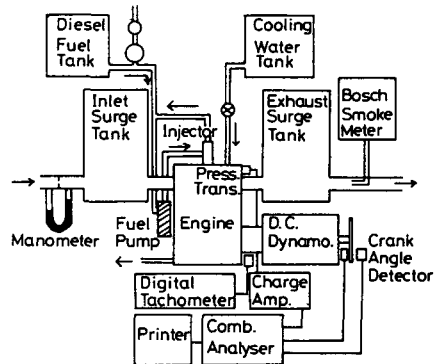 Diesel
Fuel
Tank
Cooling
Water
Tank
Inlet
Surge
Tank
Injector
Exhaust
Surge
Tank
Bosch
Smoke
Meter
Press.
Trans.
Manometer
Fuel
Pump
Engine
D.C.
Dynamo.
Crank
Angle
Detector
Digital
Tachometer
Charge
Amp.
Printer
Comb.
Analyser